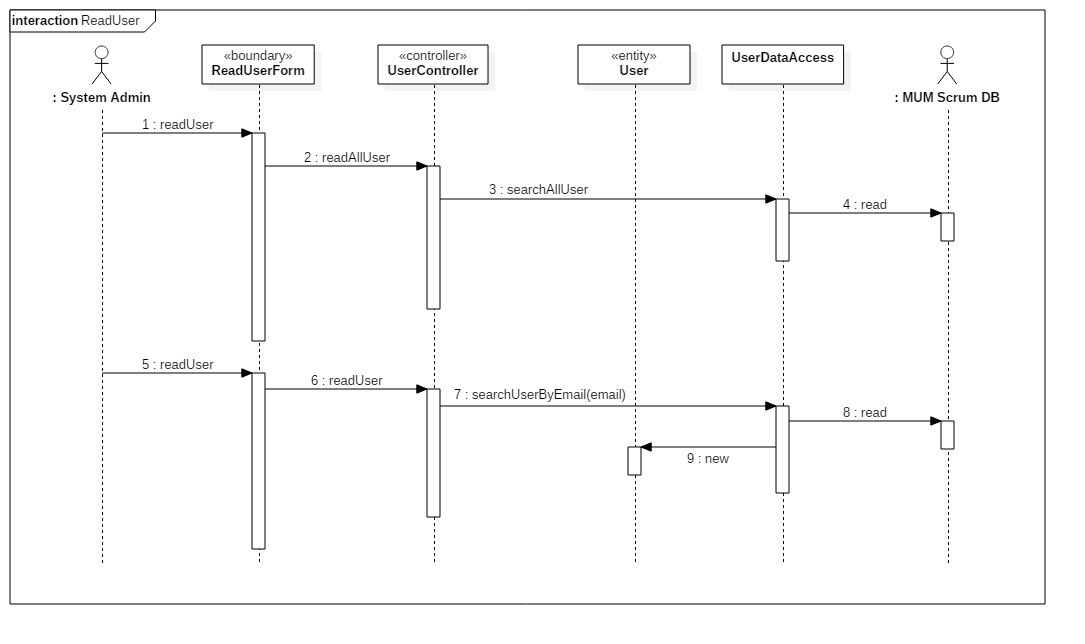 interaction ReadUser
«boundary»
ReadUserForm
«controller»
UserController
«entity»
User
UserDataAccess
: System Admin
: MUM Scrum DB
1 : readUser
2 : readAllUser
3 : searchAllUser
4 : read
5 : readUser
6 : readUser
7 : searchUserByEmail(email)
8 : read
9 : new